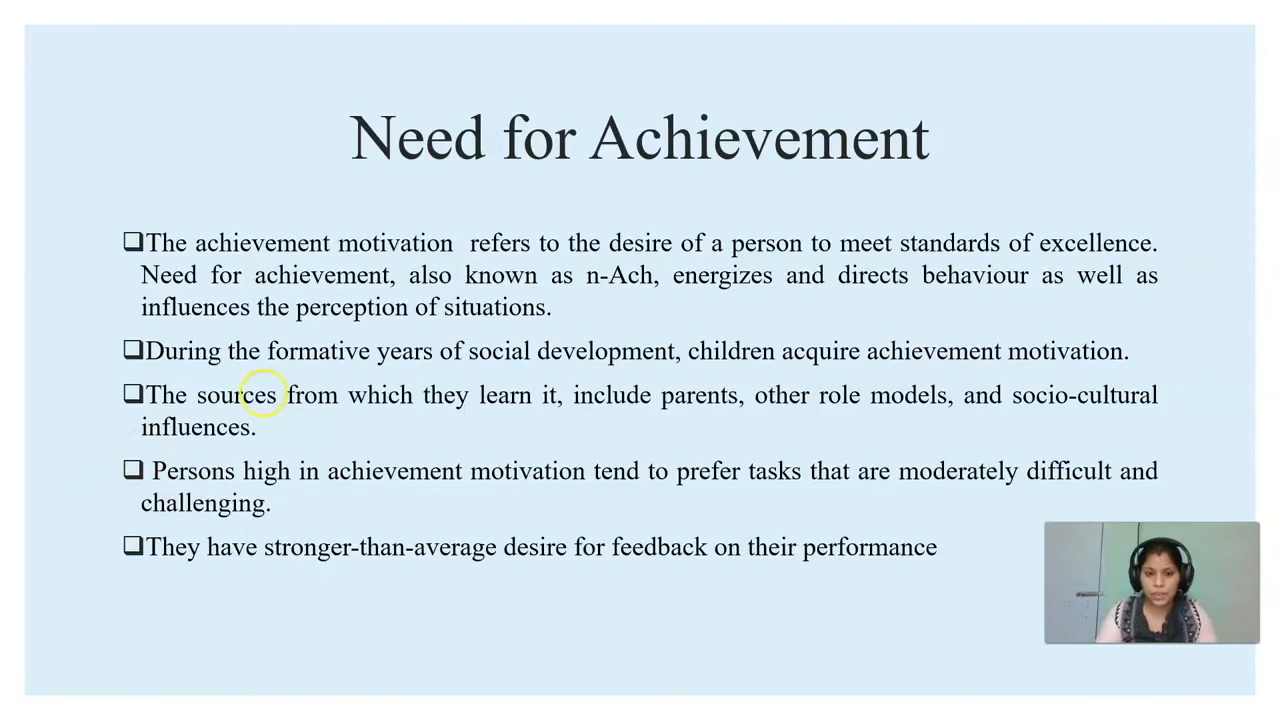 Need for Achievement
❑The achievement motivation refers to the desire of a person to meet standards of excellence.
Need for achievement, also known as n-Ach, energizes and directs behaviour as well as
influences the perception of situations.
❑During the formative years of social development, children acquire achievement motivation.
❑The sources from which they learn it, include parents, other role models, and socio-cultural
influences.
❑ Persons high in achievement motivation tend to prefer tasks that are moderately difficult and
challenging.
❑They have stronger-than-average desire for feedback on their performance